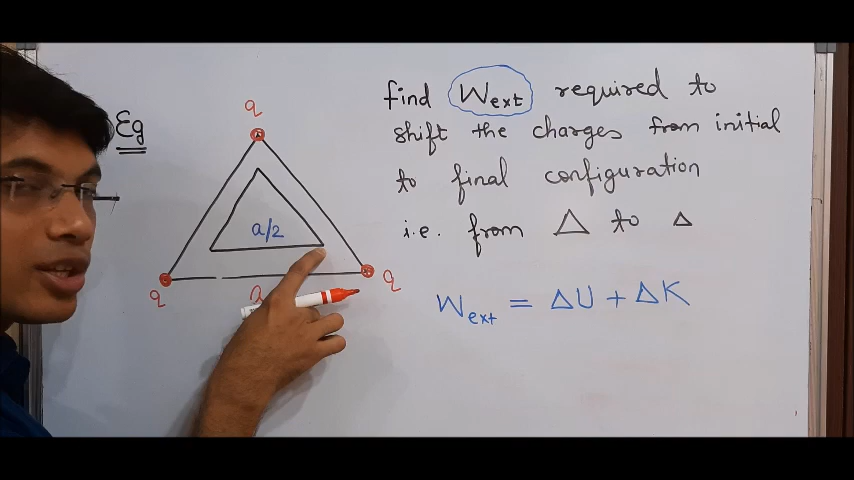 Eg
q
a/2
q
q
find Wext required to
shift the charges from initial
to final configuration
i.e. from △ to △
Wext = ΔU + ΔK